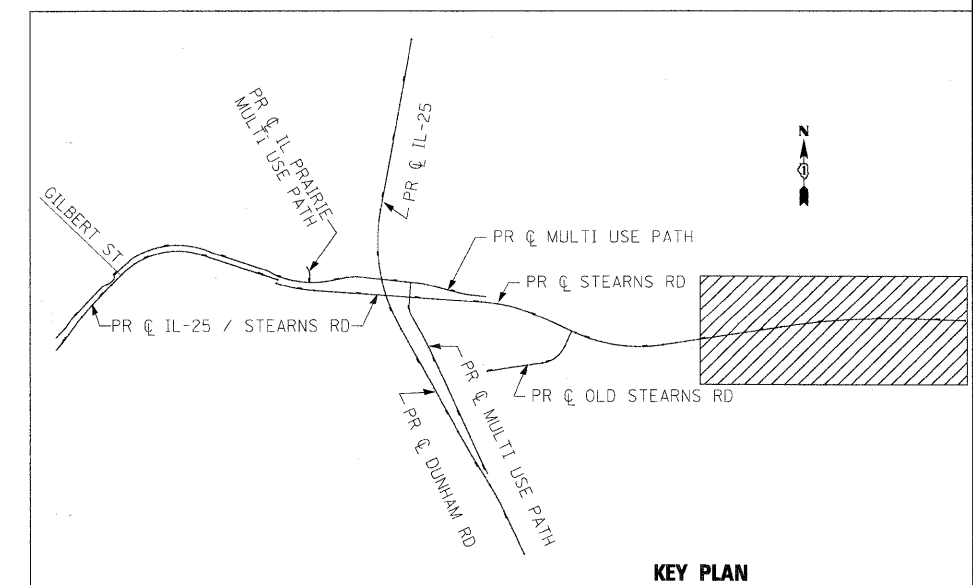 PR ℄ IL PRAIRIE
MULTI USE PATH
PR ℄ IL-25
N
GILBERT ST
PR ℄ MULTI USE PATH
PR ℄ STEARNS RD
PR ℄ IL-25 / STEARNS RD
PR ℄ OLD STEARNS RD
PR ℄ MULTI USE PATH
PR ℄ DUNHAM RD
KEY PLAN